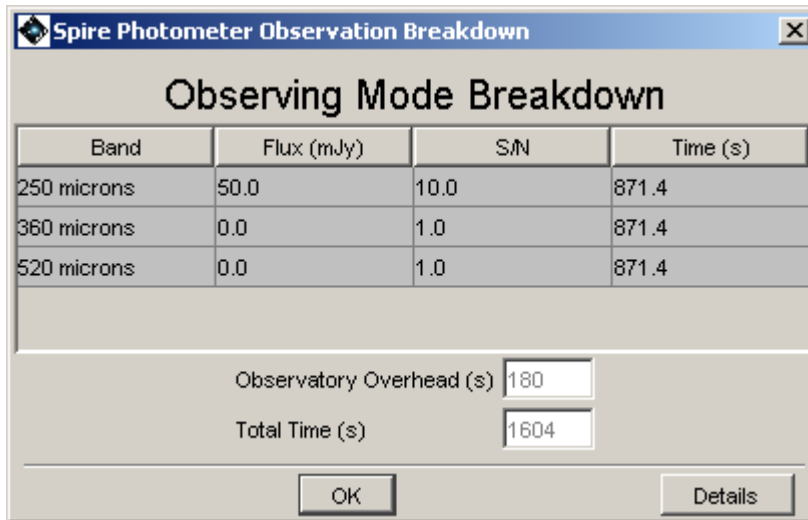 Spire Photometer Observation Breakdown
Observing Mode Breakdown
Band Flux (mJy) S/N Time (s)
250 microns 50.0 10.0 871.4
360 microns 0.0 1.0 871.4
520 microns 0.0 1.0 871.4
Observatory Overhead (s) 180
Total Time (s) 1604
OK Details